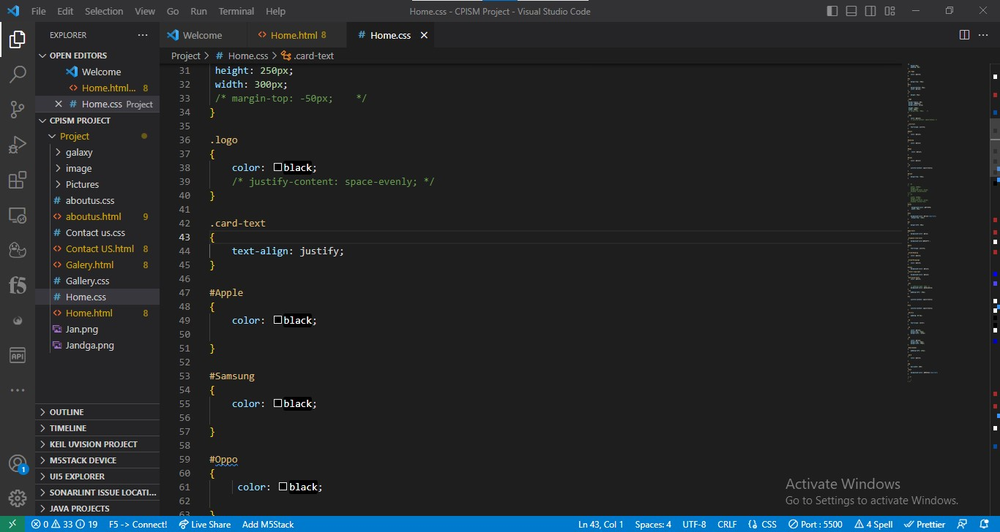 File Edit Selection View Go Run Terminal Help
Home.css - CPISM Project - Visual Studio Code
EXPLORER
OPEN EDITORS
Welcome
Home.html... 8
Home.css Project
CPISM PROJECT
Project
galaxy
image
Pictures
aboutus.css
aboutus.html 9
Contact us.css
Contact US.html 8
Galery.html 8
Gallery.css
Home.css
Home.html 8
Jan.png
Jandga.png
OUTLINE
TIMELINE
KEIL UVISION PROJECT
M5STACK DEVICE
UI5 EXPLORER
SONARLINT ISSUE LOCATI...
JAVA PROJECTS
f5
API
1
Welcome
Home.html 8
# Home.css
Project > # Home.css > .card-text
31 height: 250px;
32 width: 300px;
33 /* margin-top: -50px; */
34 }
35
36 .logo
37 {
38 color: black;
39 /* justify-content: space-evenly; */
40 }
41
42 .card-text
43 {
44 text-align: justify;
45 }
46
47 #Apple
48 {
49 color: black;
50
51 }
52
53 #Samsung
54 {
55 color: black;
56
57 }
58
59 #Oppo
60 {
61 color: black;
62
63 }
Activate Windows
Go to Settings to activate Windows.
0 33 19 F5 -> Connect! Live Share Add M5Stack
Ln 43, Col 1 Spaces: 4 UTF-8 CRLF {} CSS Port : 5500 4 Spell Prettier